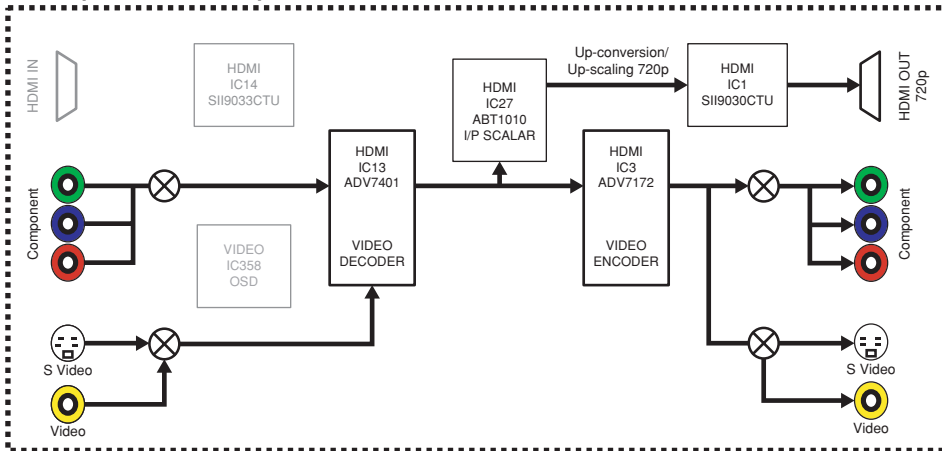 HDMI IN
HDMI
IC14
SII9033CTU
HDMI
IC27
ABT1010
I/P SCALAR
Up-conversion/
Up-scaling 720p
HDMI
IC1
SII9030CTU
HDMI OUT
720p
Component
HDMI
IC13
ADV7401
VIDEO
DECODER
HDMI
IC3
ADV7172
VIDEO
ENCODER
Component
VIDEO
IC358
OSD
S Video
Video
S Video
Video